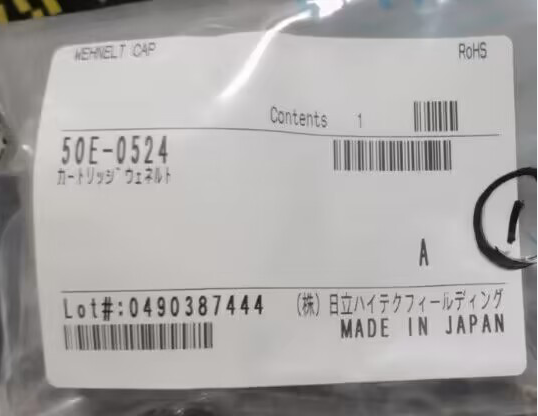 WEHNELT CAP RoHS
Contents 1
50E-0524
カートリッジウェネルト
A
Lot#:0490387444 (株)日立ハイテクフィールディング
MADE IN JAPAN